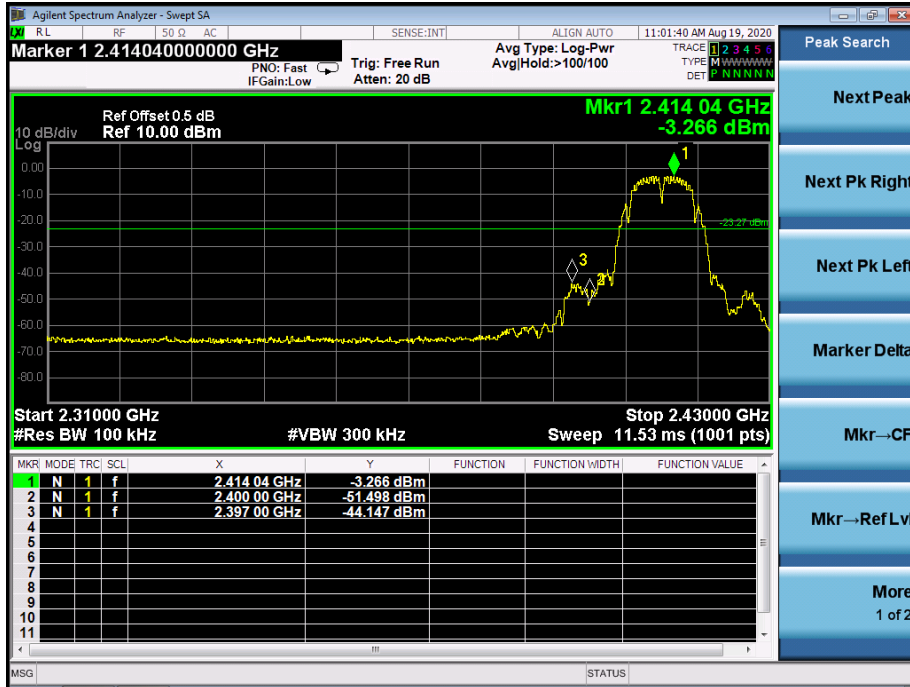 Agilent Spectrum Analyzer - Swept SA
LXI RL RF 50 Ω AC SENSE:INT ALIGN AUTO 11:01:40 AM Aug 19, 2020
Marker 1 2.414040000000 GHz
PNO: Fast
IFGain:Low
Trig: Free Run
Atten: 20 dB
Avg Type: Log-Pwr
Avg|Hold:>100/100
TRACE 1 2 3 4 5 6
TYPE M WWWWW
DET P N N N N N
Peak Search
Next Peak
Next Pk Right
Next Pk Left
Marker Delta
Mkr→CF
Mkr→Ref Lvl
More
1 of 2
Mkr1 2.414 04 GHz
-3.266 dBm
Ref Offset 0.5 dB
10 dB/div Ref 10.00 dBm
Log
0.00
-10.0
-20.0
-30.0
-40.0
-50.0
-60.0
-70.0
-80.0
1
-23.27 dBm
3
2
Start 2.31000 GHz Stop 2.43000 GHz
#Res BW 100 kHz #VBW 300 kHz Sweep 11.53 ms (1001 pts)
MKR MODE TRC SCL X Y FUNCTION FUNCTION WIDTH FUNCTION VALUE
1 N 1 f 2.414 04 GHz -3.266 dBm
2 N 1 f 2.400 00 GHz -51.498 dBm
3 N 1 f 2.397 00 GHz -44.147 dBm
4
5
6
7
8
9
10
11
MSG STATUS